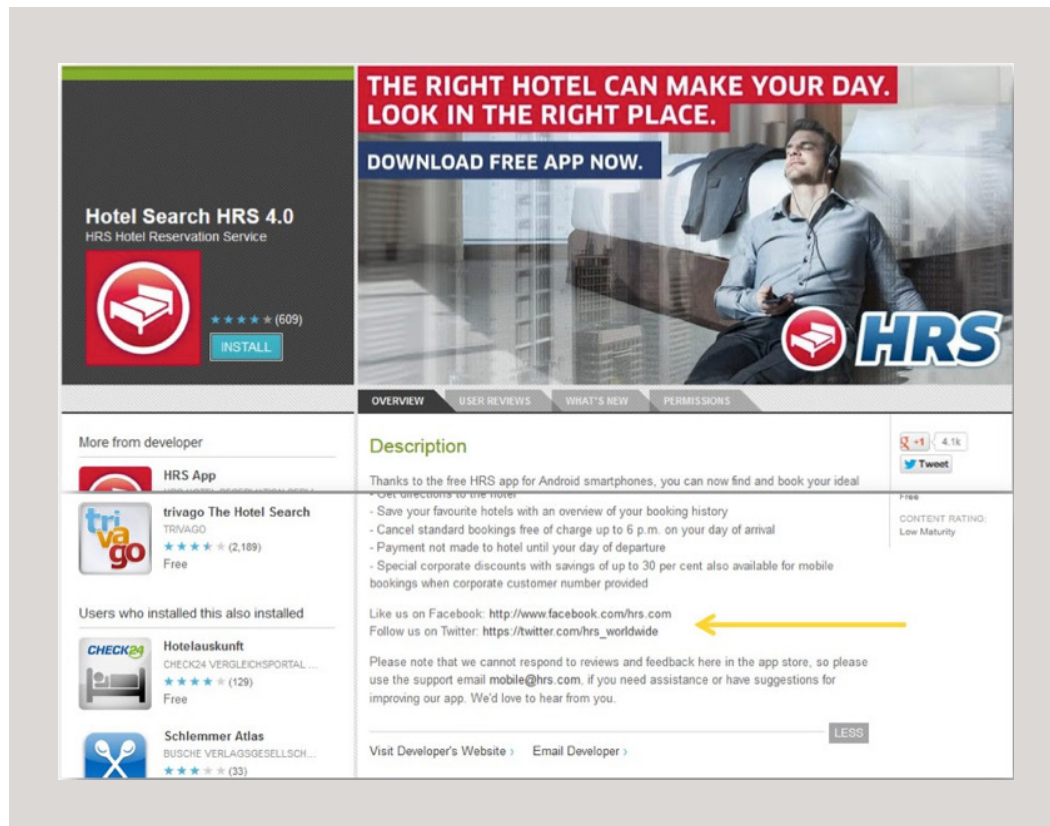 THE RIGHT HOTEL CAN MAKE YOUR DAY.
LOOK IN THE RIGHT PLACE.
DOWNLOAD FREE APP NOW.
HRS
Hotel Search HRS 4.0
HRS Hotel Reservation Service
(609)
INSTALL
OVERVIEW
USER REVIEWS
WHAT'S NEW
PERMISSIONS
More from developer
HRS App
trivago
trivago The Hotel Search
TRIVAGO
(2,189)
Free
Users who installed this also installed
CHECK24
Hotelauskunft
CHECK24 VERGLEICHSPORTAL ...
(129)
Free
Schlemmer Atlas
BUSCHE VERLAGSGESELLSCH...
(33)
Description
Thanks to the free HRS app for Android smartphones, you can now find and book your ideal
- Get directions to the hotel
- Save your favourite hotels with an overview of your booking history
- Cancel standard bookings free of charge up to 6 p.m. on your day of arrival
- Payment not made to hotel until your day of departure
- Special corporate discounts with savings of up to 30 per cent also available for mobile
bookings when corporate customer number provided
Like us on Facebook: http://www.facebook.com/hrs.com
Follow us on Twitter: https://twitter.com/hrs_worldwide
Please note that we cannot respond to reviews and feedback here in the app store, so please
use the support email mobile@hrs.com, if you need assistance or have suggestions for
improving our app. We'd love to hear from you.
LESS
Visit Developer's Website ›
Email Developer ›
g +1 4.1k
Tweet
Free
CONTENT RATING:
Low Maturity